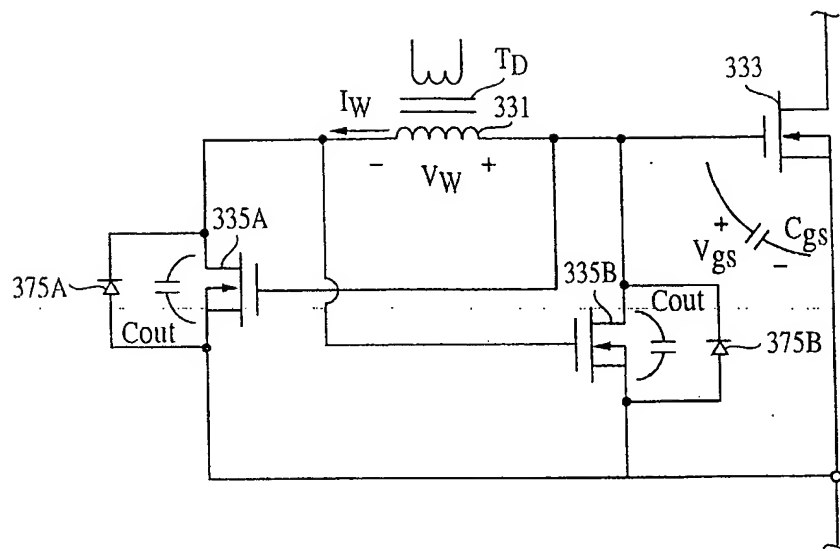 T_D
333
I_W
331
− V_W +
335A
+ C_gs
V_gs −
375A
335B
Cout
Cout
375B